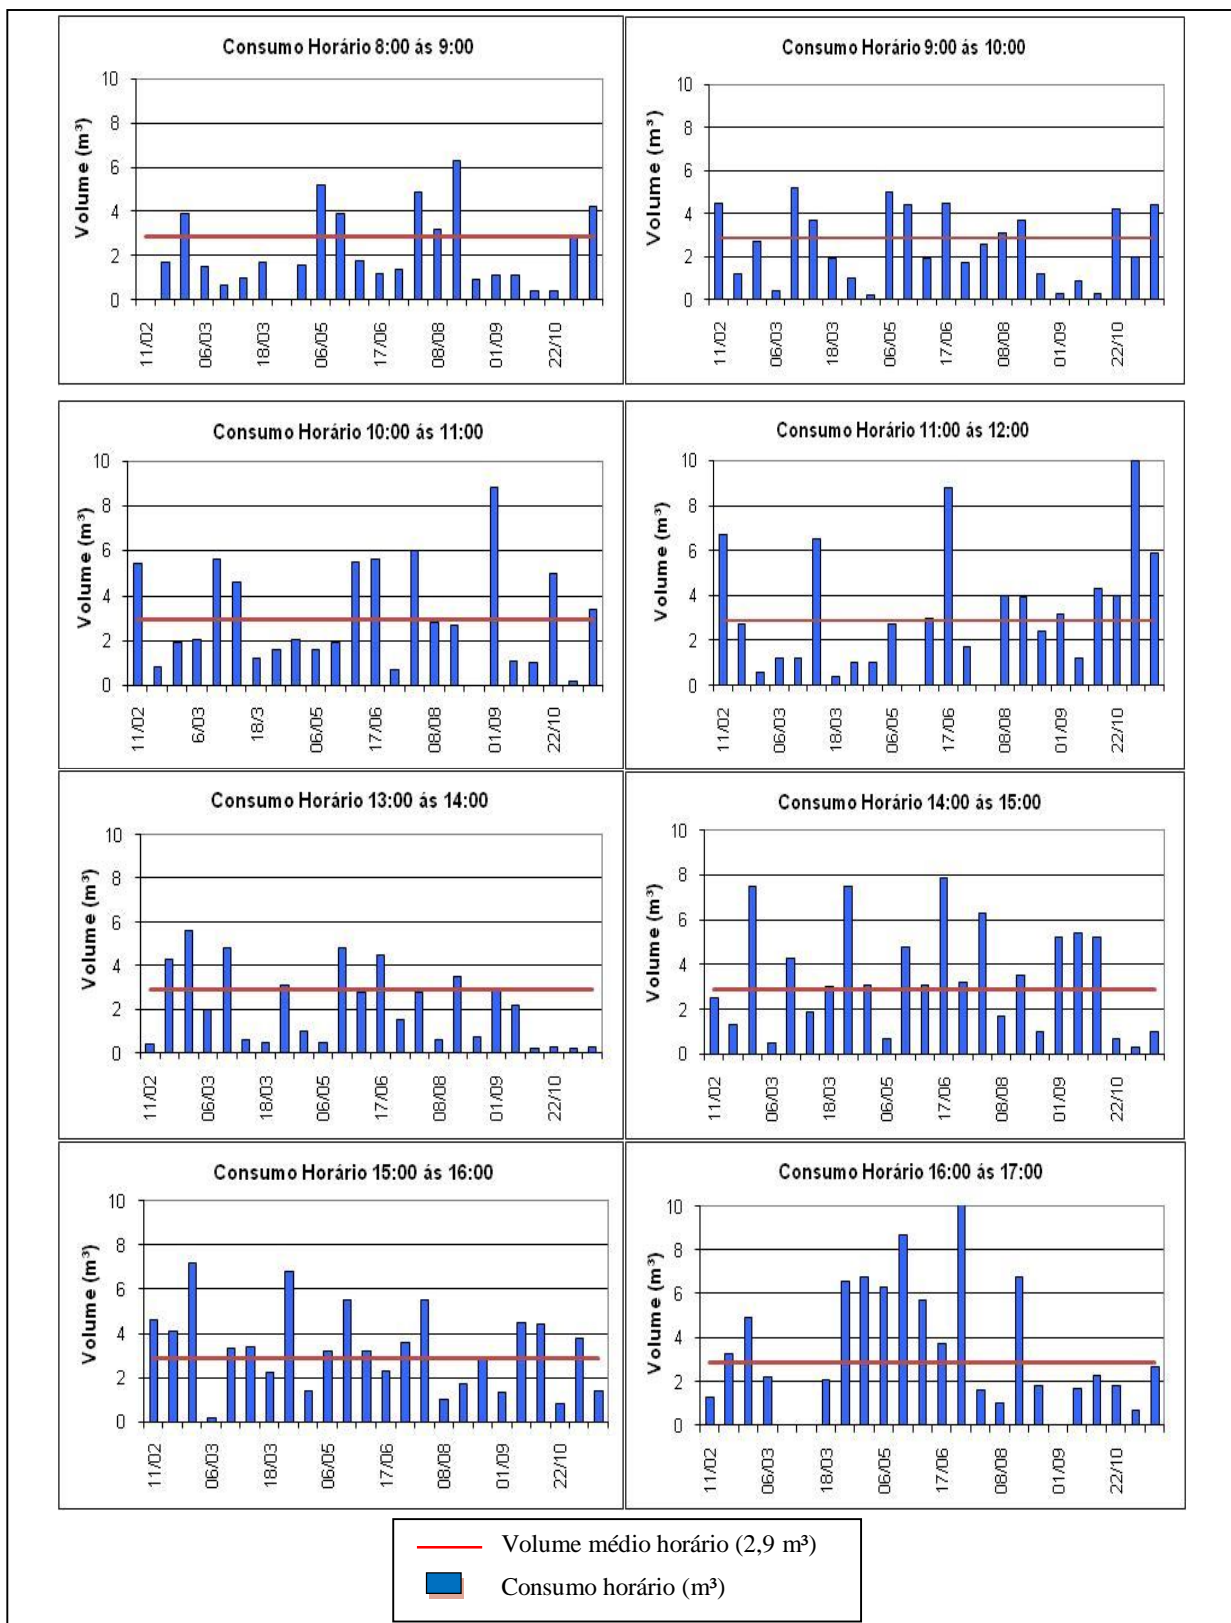 Consumo Horário 8:00 ás 9:00
Volume (m³)
10
8
6
4
2
0
11/02 06/03 18/03 06/05 17/06 08/08 01/09 22/10
Consumo Horário 9:00 ás 10:00
Volume (m³)
10
8
6
4
2
0
11/02 06/03 18/03 06/05 17/06 08/08 01/09 22/10
Consumo Horário 10:00 ás 11:00
Volume (m³)
10
8
6
4
2
0
11/02 6/03 18/3 06/05 17/06 08/08 01/09 22/10
Consumo Horário 11:00 ás 12:00
Volume (m³)
10
8
6
4
2
0
11/02 06/03 18/03 06/05 17/06 08/08 01/09 22/10
Consumo Horário 13:00 ás 14:00
Volume (m³)
10
8
6
4
2
0
11/02 06/03 18/03 06/05 17/06 08/08 01/09 22/10
Consumo Horário 14:00 ás 15:00
Volume (m³)
10
8
6
4
2
0
11/02 06/03 18/03 06/05 17/06 08/08 01/09 22/10
Consumo Horário 15:00 ás 16:00
Volume (m³)
10
8
6
4
2
0
11/02 06/03 18/03 06/05 17/06 08/08 01/09 22/10
Consumo Horário 16:00 ás 17:00
Volume (m³)
10
8
6
4
2
0
11/02 06/03 18/03 06/05 17/06 08/08 01/09 22/10
Volume médio horário (2,9 m³)
Consumo horário (m³)